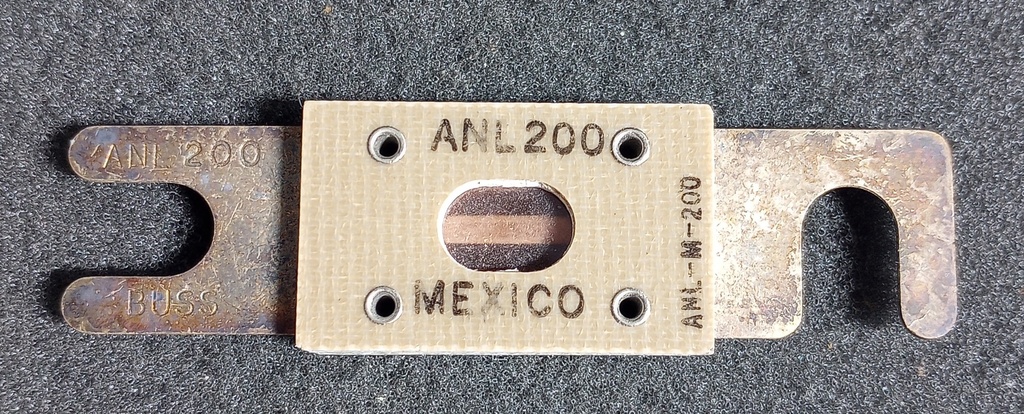 ANL 200
BUSS
ANL200
MEXICO
ANL-M-200